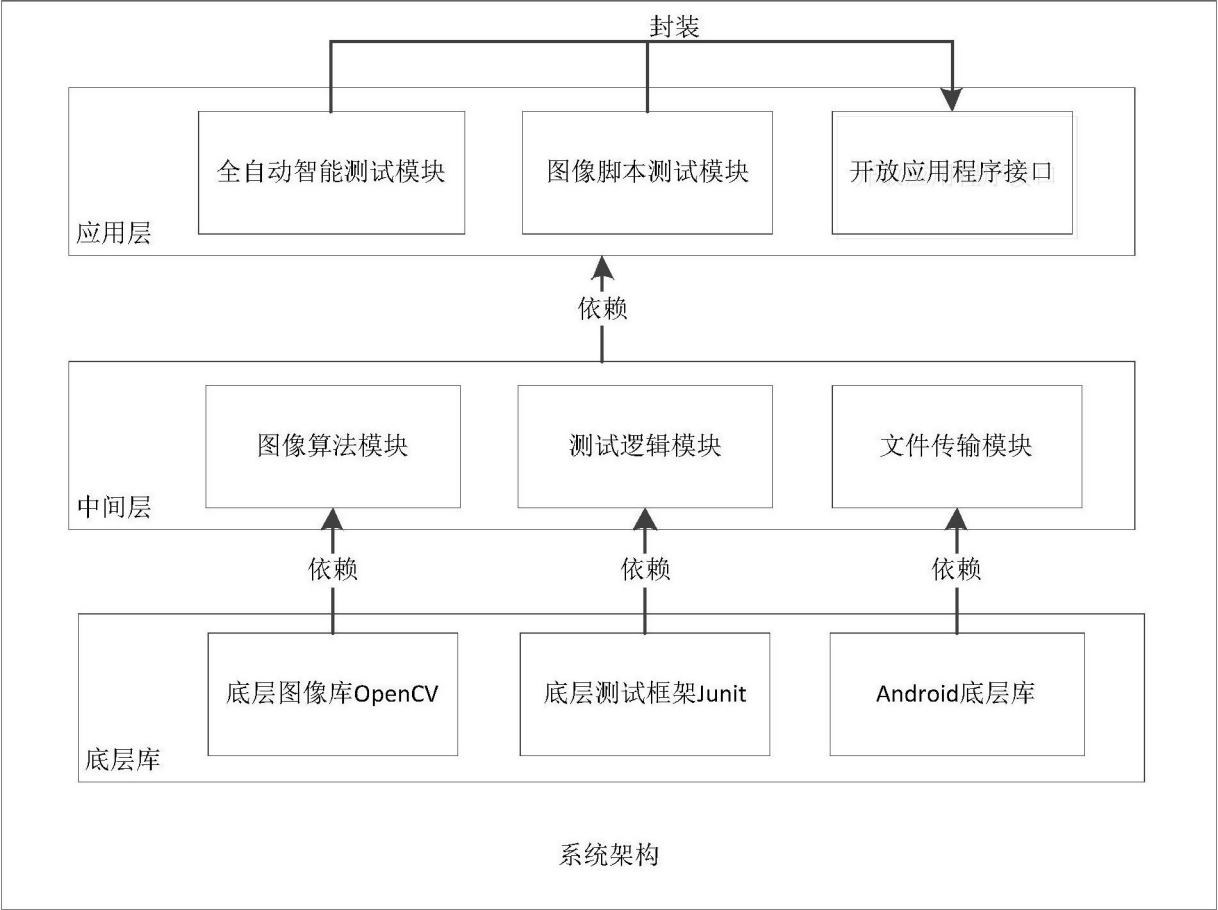 封装
全自动智能测试模块
图像脚本测试模块
开放应用程序接口
应用层
依赖
图像算法模块
测试逻辑模块
文件传输模块
中间层
依赖
依赖
依赖
底层图像库OpenCV
底层测试框架Junit
Android底层库
底层库
系统架构